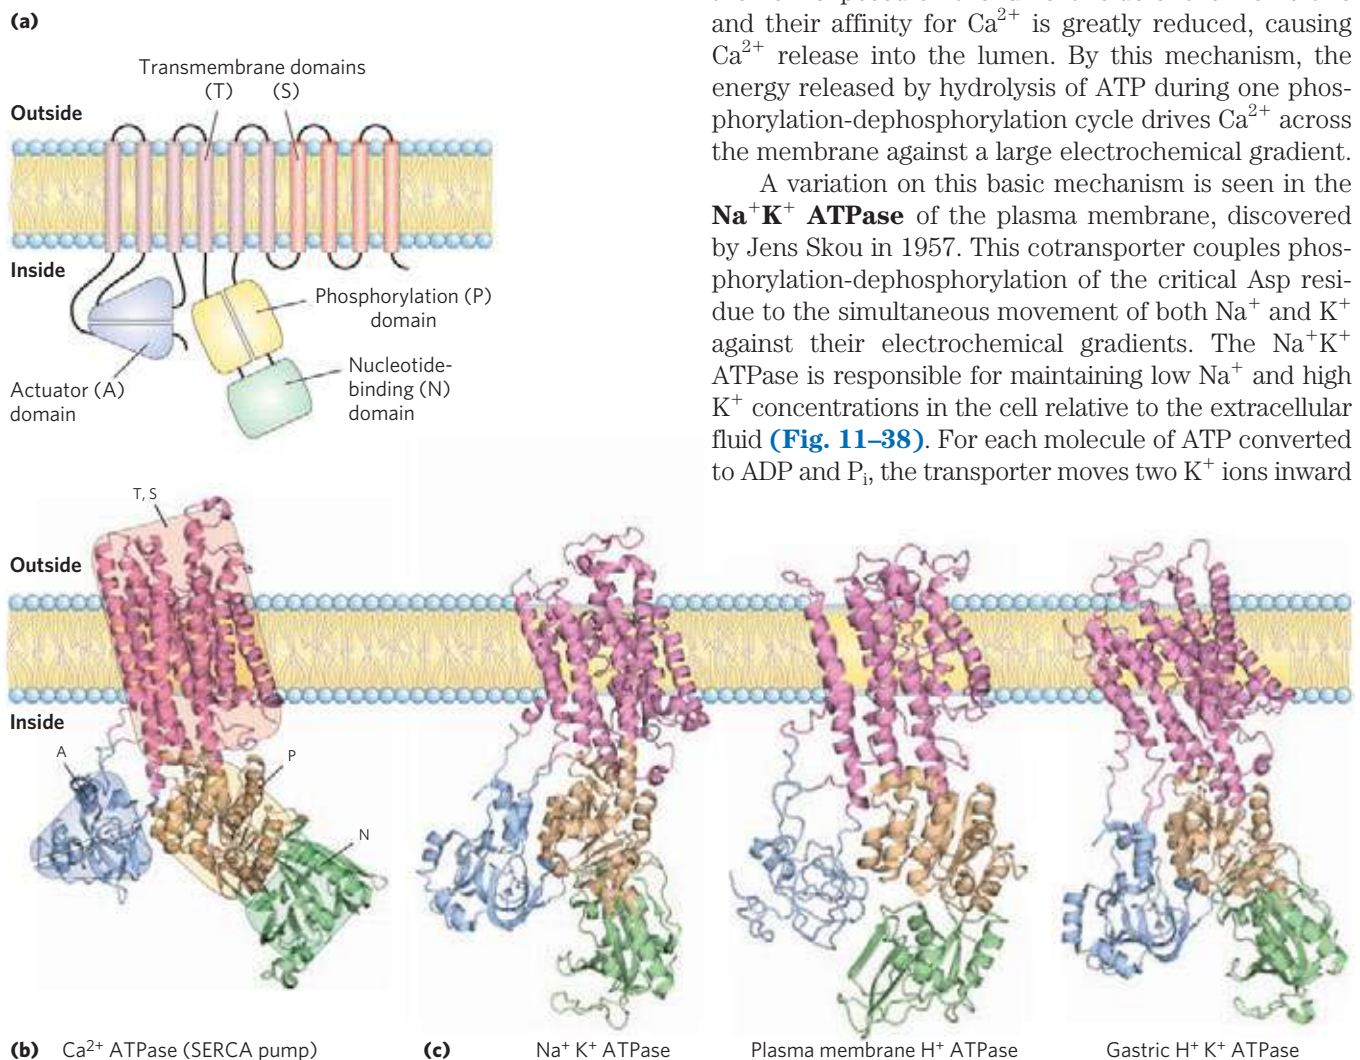 (a)
Transmembrane domains
(T) (S)
Outside
Inside
Phosphorylation (P)
domain
Nucleotide-
binding (N)
domain
Actuator (A)
domain
and their affinity for Ca²⁺ is greatly reduced, causing
Ca²⁺ release into the lumen. By this mechanism, the
energy released by hydrolysis of ATP during one phos-
phorylation-dephosphorylation cycle drives Ca²⁺ across
the membrane against a large electrochemical gradient.
A variation on this basic mechanism is seen in the
Na⁺K⁺ ATPase of the plasma membrane, discovered
by Jens Skou in 1957. This cotransporter couples phos-
phorylation-dephosphorylation of the critical Asp resi-
due to the simultaneous movement of both Na⁺ and K⁺
against their electrochemical gradients. The Na⁺K⁺
ATPase is responsible for maintaining low Na⁺ and high
K⁺ concentrations in the cell relative to the extracellular
fluid (Fig. 11–38). For each molecule of ATP converted
to ADP and Pᵢ, the transporter moves two K⁺ ions inward
T, S
Outside
Inside
A
P
N
(b) Ca²⁺ ATPase (SERCA pump)
(c) Na⁺ K⁺ ATPase
Plasma membrane H⁺ ATPase
Gastric H⁺ K⁺ ATPase